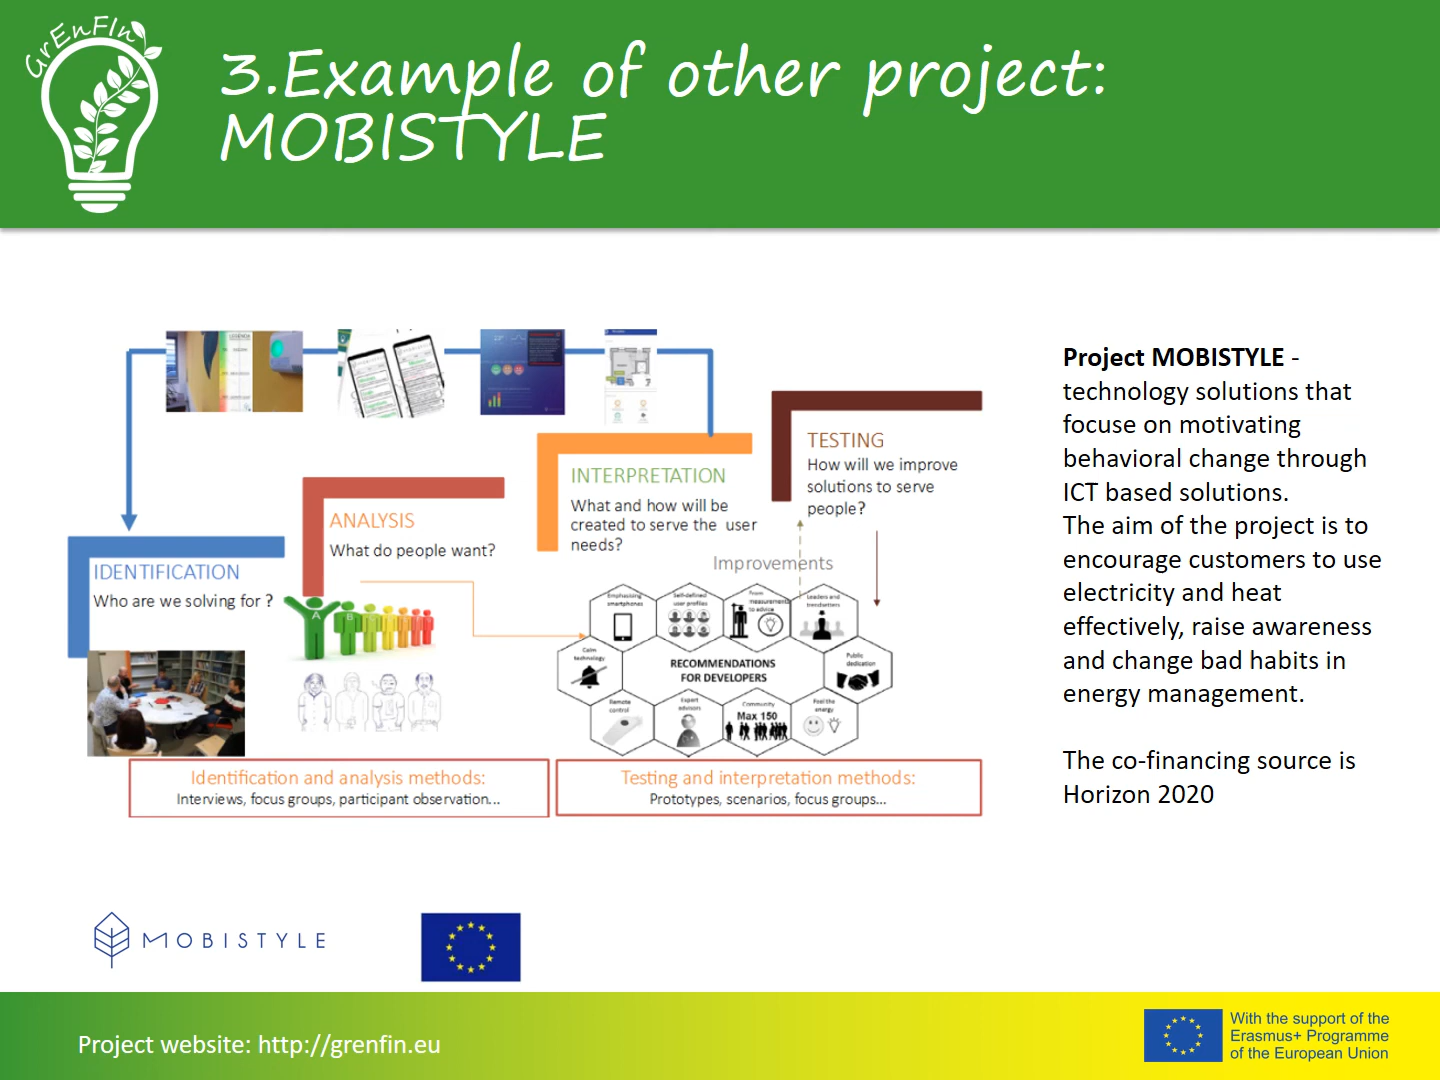 GrEnFIn
3.Example of other project:
MOBISTYLE
LEGENDA
IDENTIFICATION
Who are we solving for ?
ANALYSIS
What do people want?
INTERPRETATION
What and how will be
created to serve the user
needs?
TESTING
How will we improve
solutions to serve
people?
Improvements
A
B
Emphasising
smartphones
Self-defined
user profiles
From
measurements
to advice
Leaders and
trendsetters
Calm
technology
RECOMMENDATIONS
FOR DEVELOPERS
Public
dedication
Remote
control
Expert
advisors
Community
Max 150
Feel the
energy
Identification and analysis methods:
Interviews, focus groups, participant observation...
Testing and interpretation methods:
Prototypes, scenarios, focus groups...
Project MOBISTYLE -
technology solutions that
focuse on motivating
behavioral change through
ICT based solutions.
The aim of the project is to
encourage customers to use
electricity and heat
effectively, raise awareness
and change bad habits in
energy management.
The co-financing source is
Horizon 2020
MOBISTYLE
Project website: http://grenfin.eu
With the support of the
Erasmus+ Programme
of the European Union